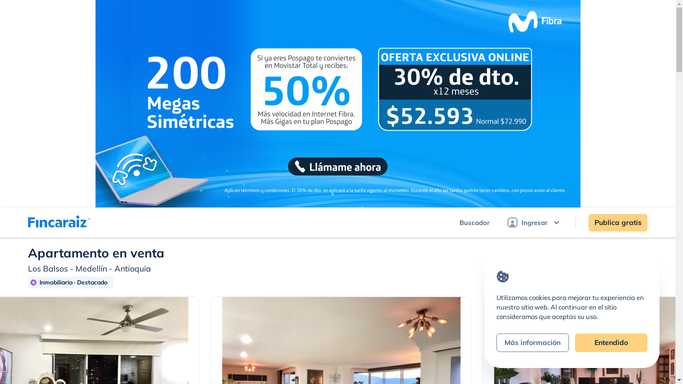 Fibra
200
Megas
Simétricas
Si ya eres Pospago te conviertes
en Movistar Total y recibes:
50%
Más velocidad en Internet Fibra.
Más Gigas en tu plan Pospago
OFERTA EXCLUSIVA ONLINE
30% de dto.
x12 meses
$52.593 Normal $72.990
Llámame ahora
Fincaraiz
Buscador
Ingresar
Publica gratis
Apartamento en venta
Los Balsos - Medellín - Antioquia
Inmobiliaria · Destacado
Utilizamos cookies para mejorar tu experiencia en
nuestro sitio web. Al continuar en el sitio
consideramos que aceptas su uso.
Más información
Entendido